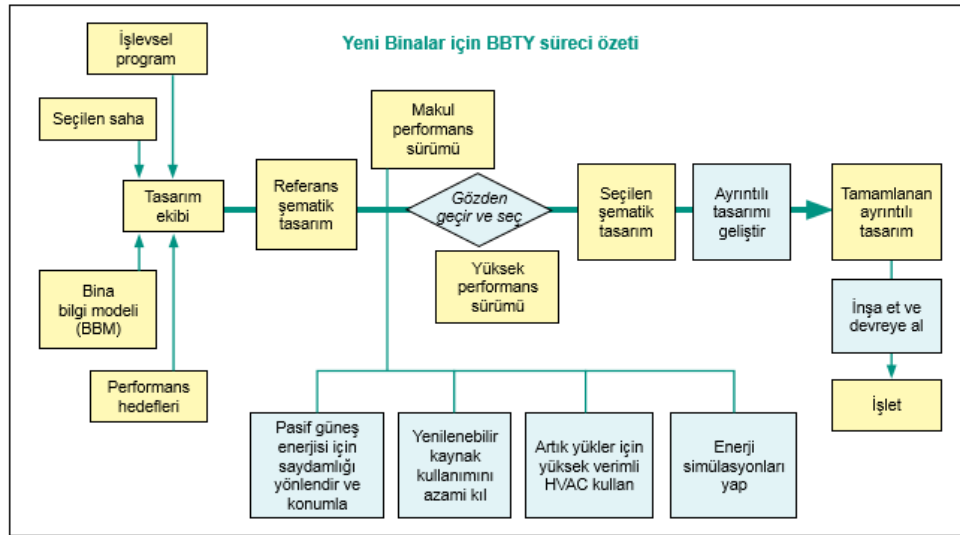 Yeni Binalar için BBTY süreci özeti
İşlevsel
program
Seçilen saha
Tasarım
ekibi
Bina
bilgi modeli
(BBM)
Performans
hedefleri
Referans
şematik
tasarım
Makul
performans
sürümü
Gözden
geçir ve seç
Yüksek
performans
sürümü
Seçilen
şematik
tasarım
Ayrıntılı
tasarımı
geliştir
Tamamlanan
ayrıntılı
tasarım
İnşa et ve
devreye al
İşlet
Pasif güneş
enerjisi için
saydamlığı
yönlendir ve
konumla
Yenilenebilir
kaynak
kullanımını
azami kıl
Artık yükler için
yüksek verimli
HVAC kullan
Enerji
simülasyonları
yap